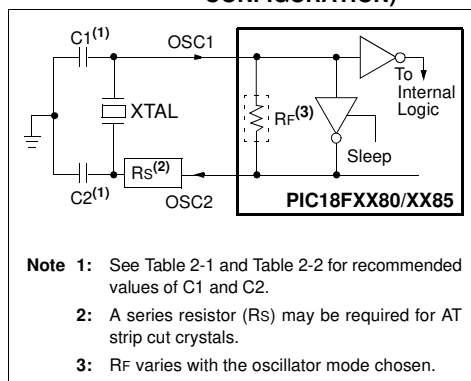 CONFIGURATION)
C1(1)
OSC1
To
Internal
Logic
XTAL
RF(3)
Sleep
RS(2)
C2(1)
OSC2
PIC18FXX80/XX85
Note 1: See Table 2-1 and Table 2-2 for recommended
values of C1 and C2.
2: A series resistor (RS) may be required for AT
strip cut crystals.
3: RF varies with the oscillator mode chosen.